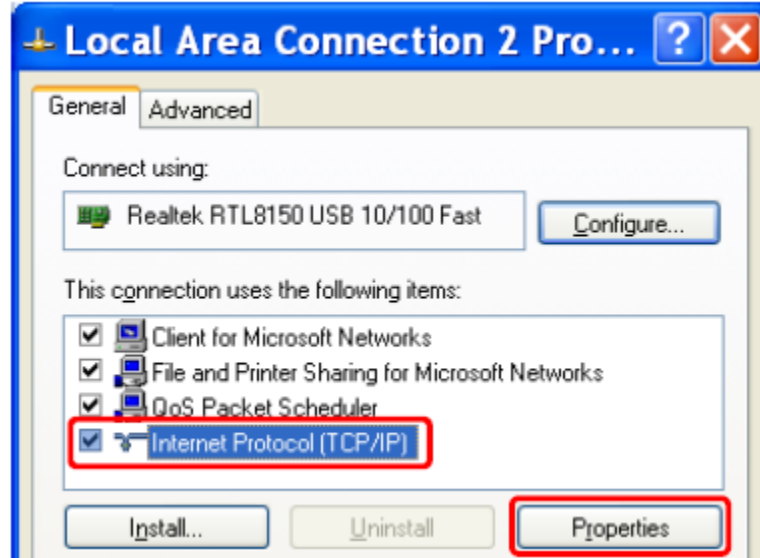 Local Area Connection 2 Pro...
General Advanced
Connect using:
Realtek RTL8150 USB 10/100 Fast Configure...
This connection uses the following items:
Client for Microsoft Networks
File and Printer Sharing for Microsoft Networks
QoS Packet Scheduler
Internet Protocol (TCP/IP)
Install... Uninstall Properties